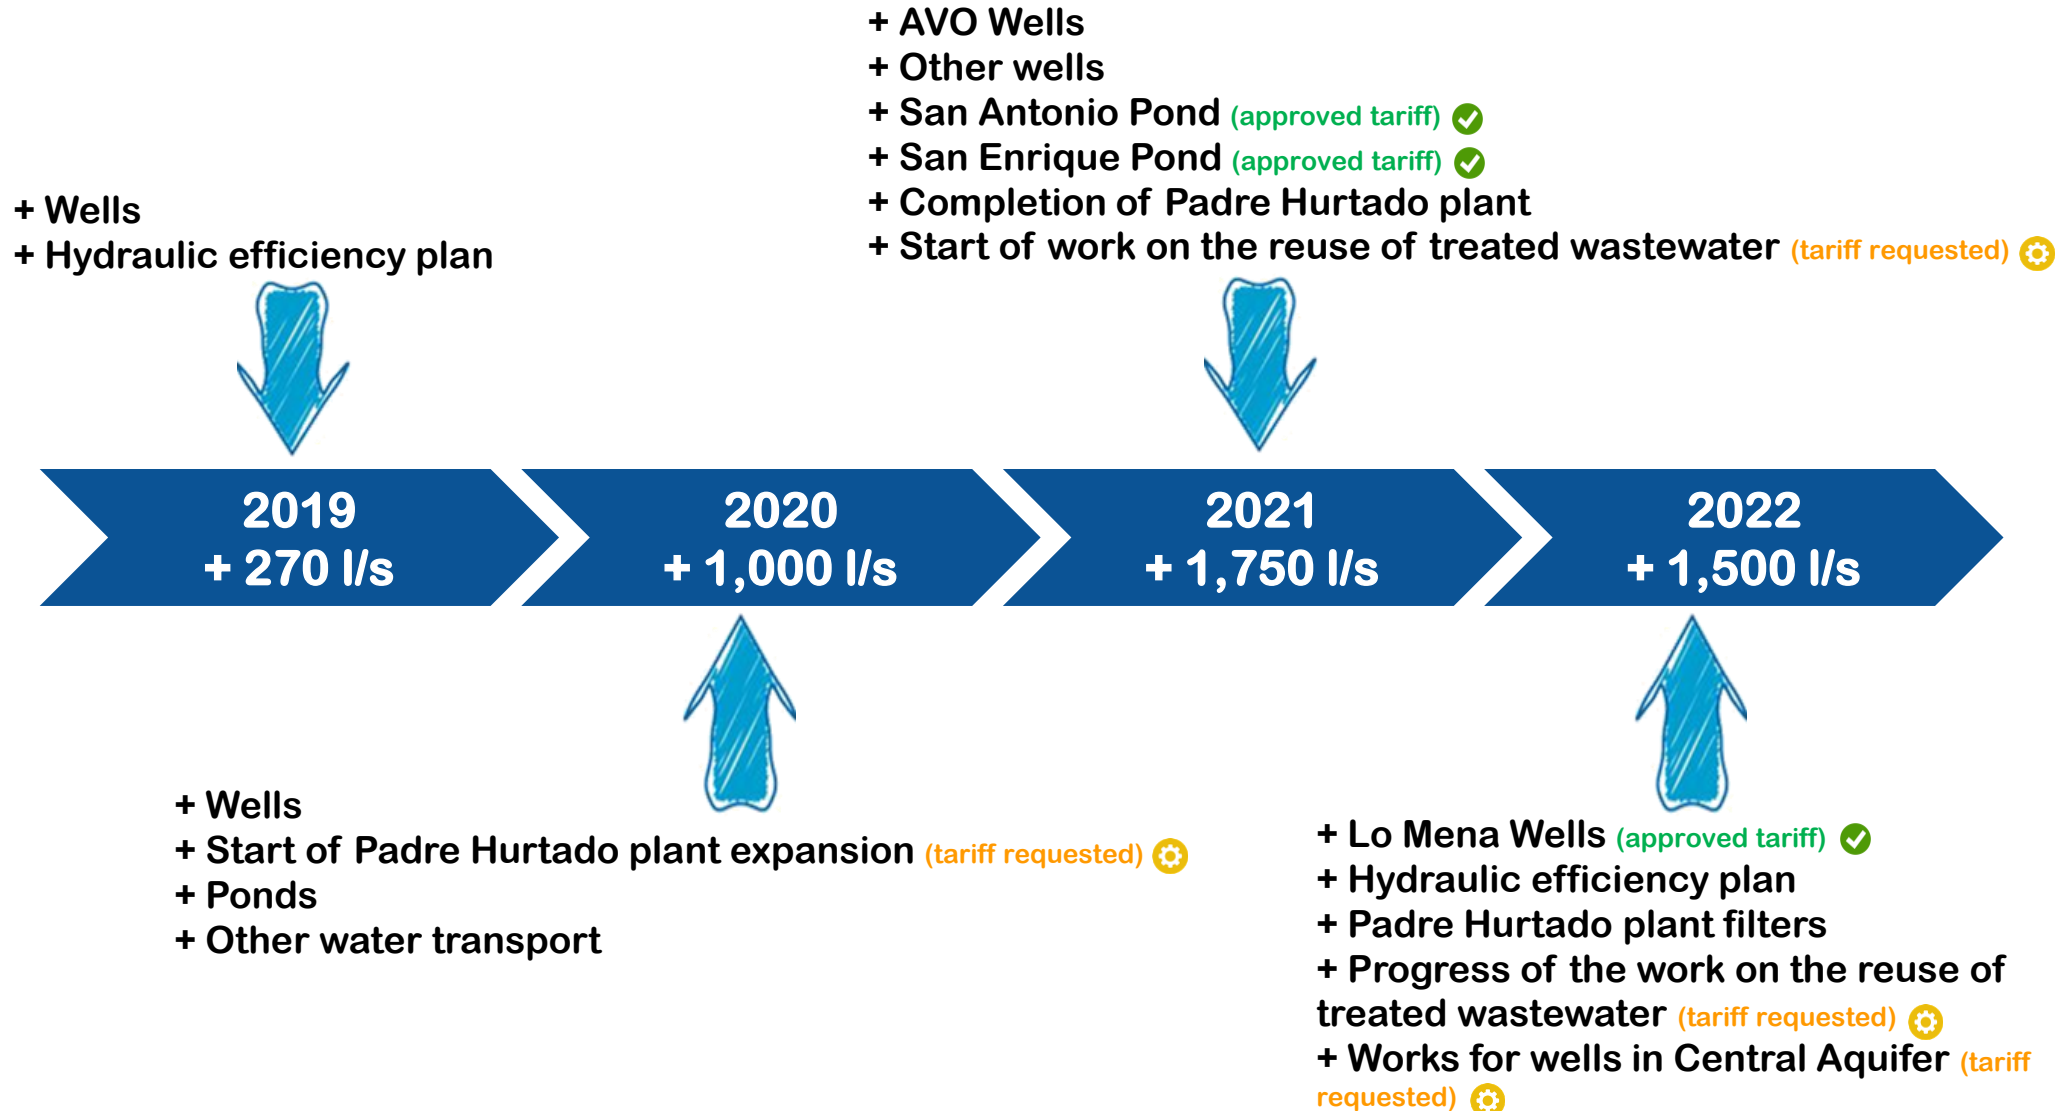 + AVO Wells
+ Other wells
+ San Antonio Pond (approved tariff)
+ San Enrique Pond (approved tariff)
+ Completion of Padre Hurtado plant
+ Start of work on the reuse of treated wastewater (tariff requested)
+ Wells
+ Hydraulic efficiency plan
2019
+ 270 l/s
2020
+ 1,000 l/s
2021
+ 1,750 l/s
2022
+ 1,500 l/s
+ Wells
+ Start of Padre Hurtado plant expansion (tariff requested)
+ Ponds
+ Other water transport
+ Lo Mena Wells (approved tariff)
+ Hydraulic efficiency plan
+ Padre Hurtado plant filters
+ Progress of the work on the reuse of
treated wastewater (tariff requested)
+ Works for wells in Central Aquifer (tariff
requested)